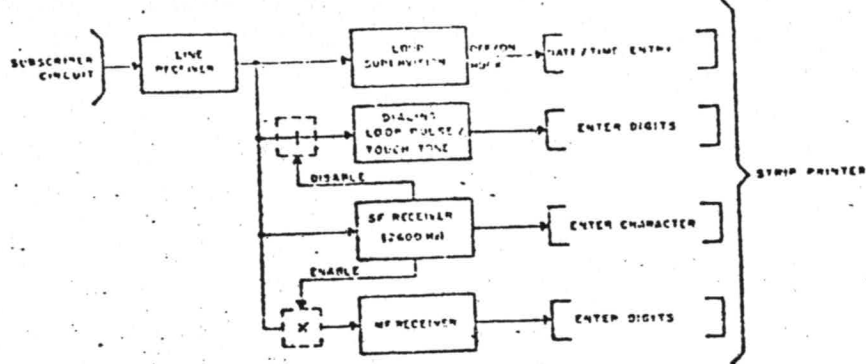 SUBSCRIBER
CIRCUIT
LINE
RECEIVER
LOOP
SUPERVISION
OFF/ON
HOOK
DATE/TIME ENTRY
DIALING
LOOP PULSE/
TOUCH TONE
ENTER DIGITS
DISABLE
SF RECEIVER
(2600 Hz)
ENTER CHARACTER
STRIP PRINTER
ENABLE
MF RECEIVER
ENTER DIGITS